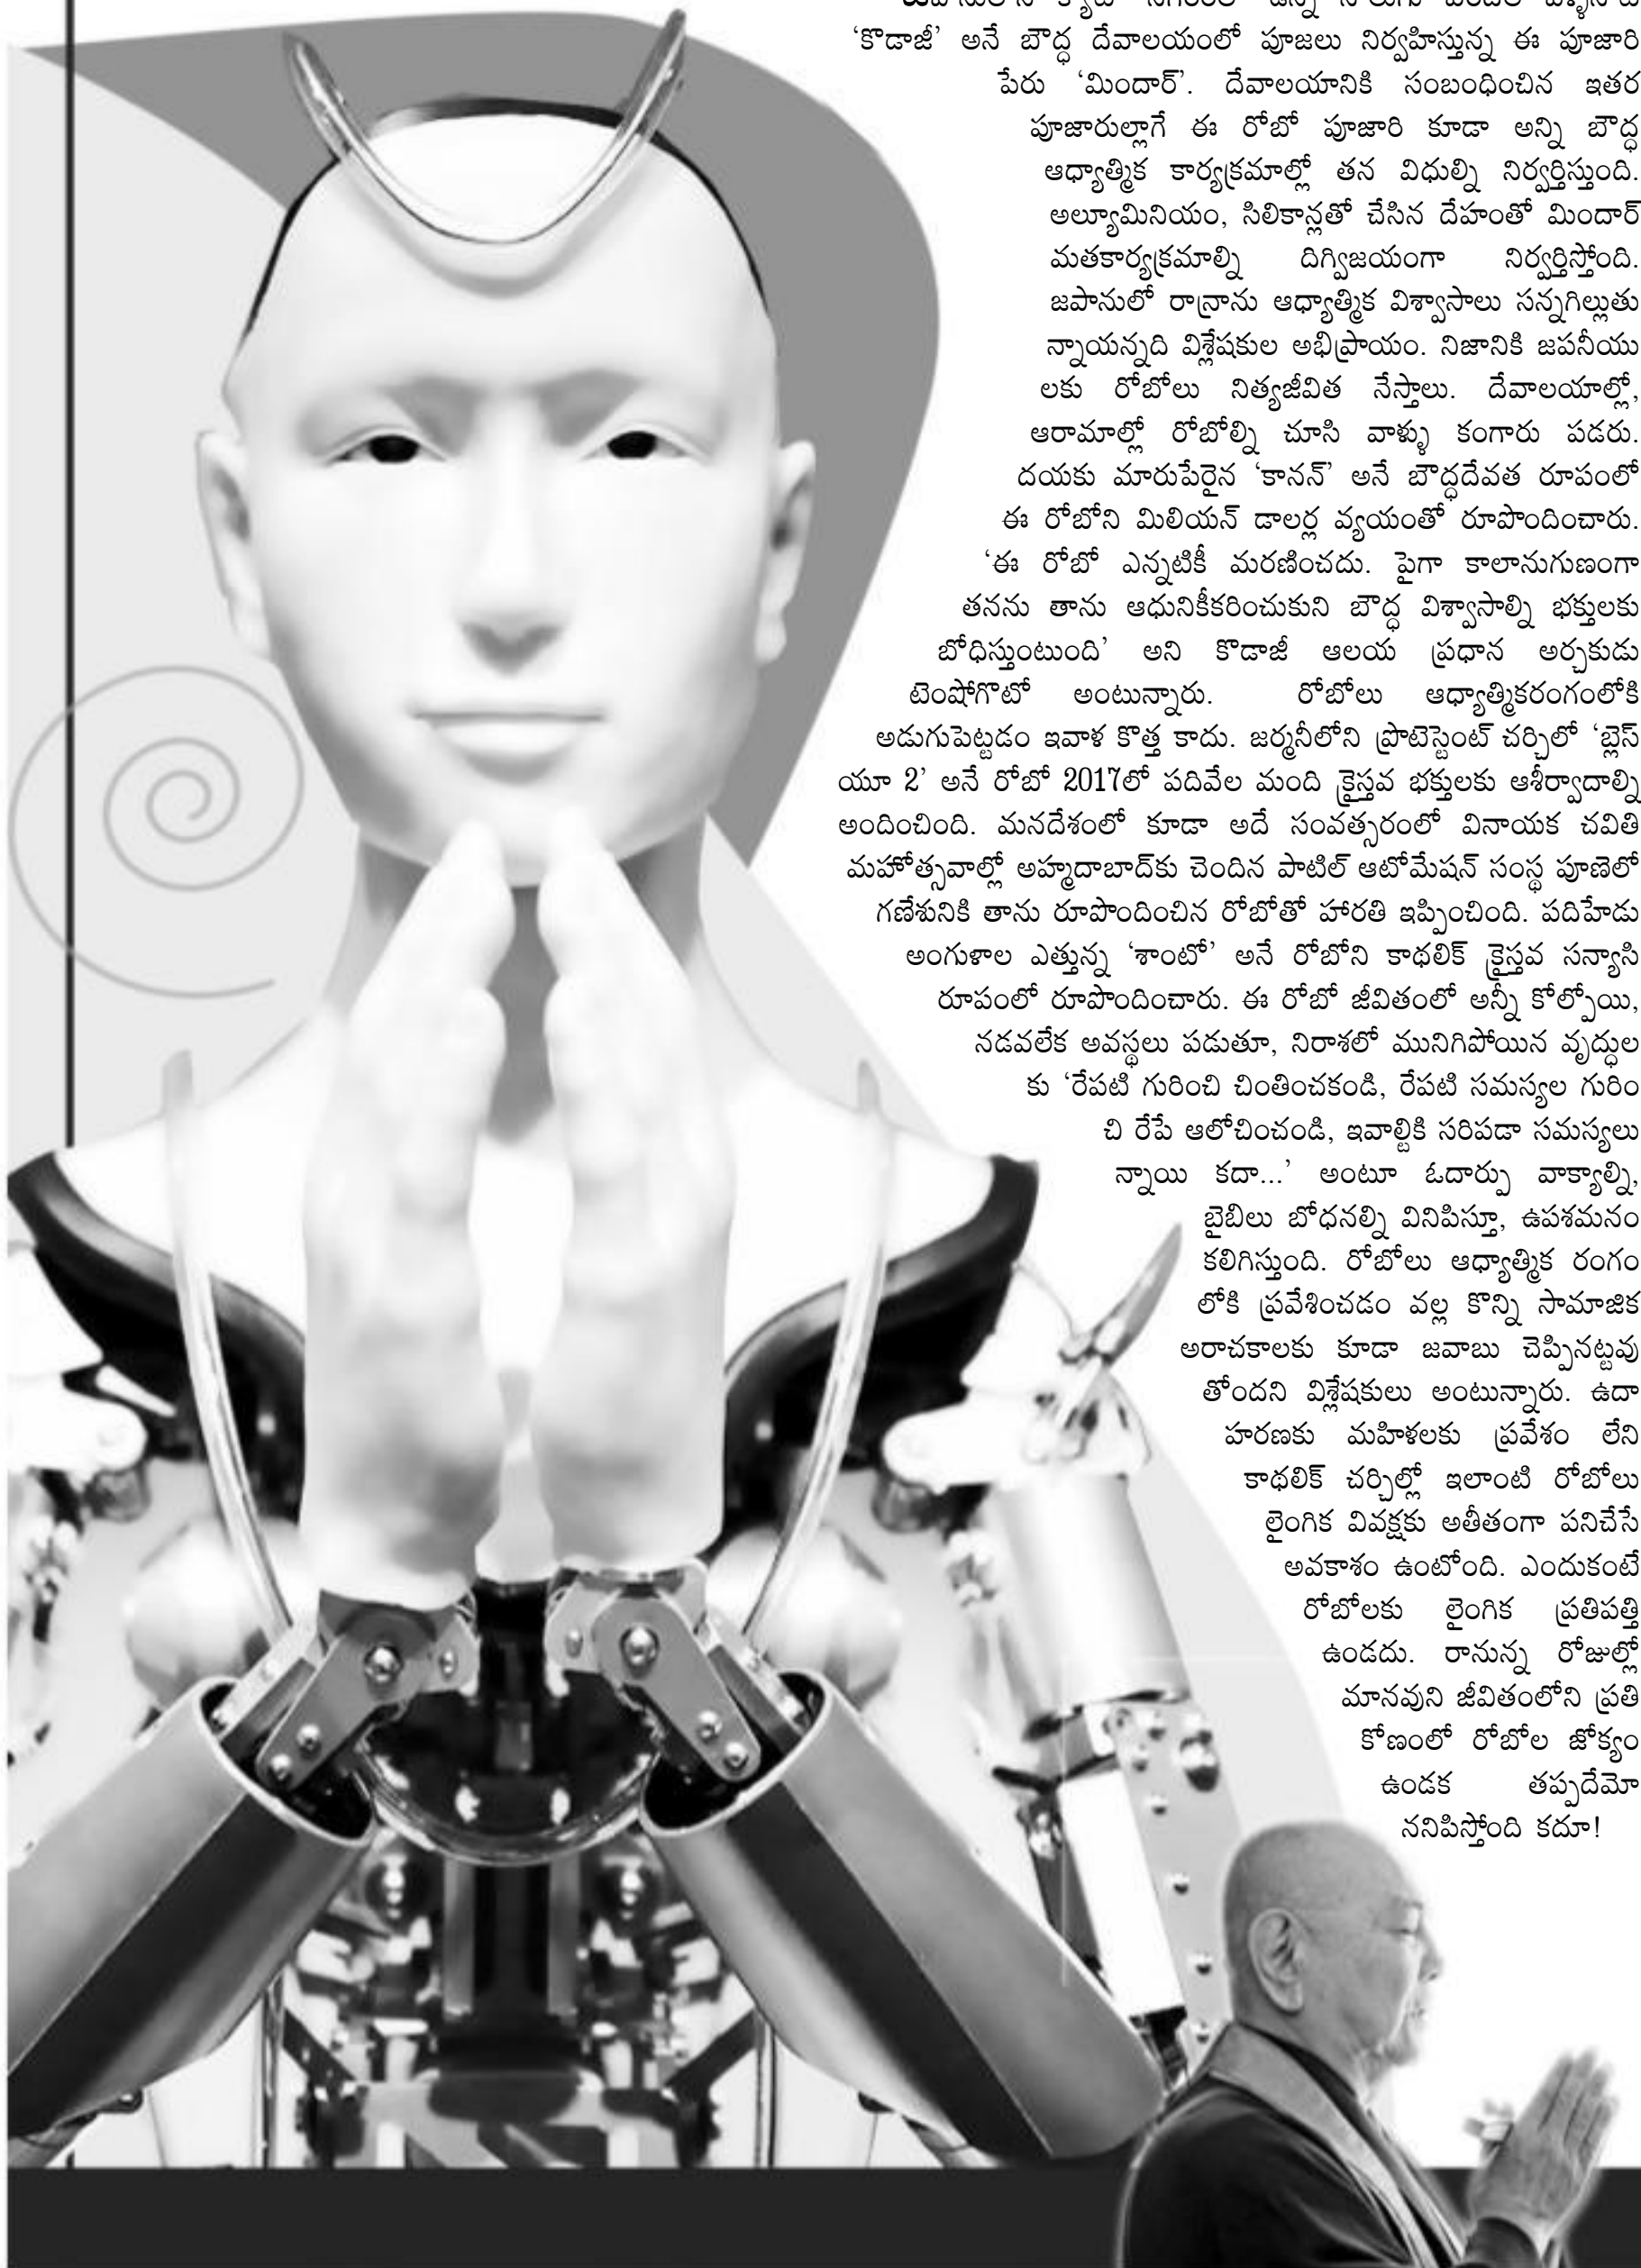 ‘కొడాజీ’ అనే బౌద్ధ దేవాలయంలో పూజలు నిర్వహిస్తున్న ఈ పూజారి
పేరు ‘మిందార్’. దేవాలయానికి సంబంధించిన ఇతర
పూజారుల్లాగే ఈ రోబో పూజారి కూడా అన్ని బౌద్ధ
ఆధ్యాత్మిక కార్యక్రమాల్లో తన విధుల్ని నిర్వర్తిస్తుంది.
అల్యూమినియం, సిలికాన్లతో చేసిన దేహంతో మిందార్
మతకార్యక్రమాల్ని దిగ్విజయంగా నిర్వర్తిస్తోంది.
జపానులో రాన్రాను ఆధ్యాత్మిక విశ్వాసాలు సన్నగిల్లుతు
న్నాయన్నది విశ్లేషకుల అభిప్రాయం. నిజానికి జపనీయు
లకు రోబోలు నిత్యజీవిత నేస్తాలు. దేవాలయాల్లో,
ఆరామాల్లో రోబోల్ని చూసి వాళ్ళు కంగారు పడరు.
దయకు మారుపేరైన ‘కానన్’ అనే బౌద్ధదేవత రూపంలో
ఈ రోబోని మిలియన్ డాలర్ల వ్యయంతో రూపొందించారు.
‘ఈ రోబో ఎన్నటికీ మరణించదు. పైగా కాలానుగుణంగా
తనను తాను ఆధునికీకరించుకుని బౌద్ధ విశ్వాసాల్ని భక్తులకు
బోధిస్తుంటుంది’ అని కొడాజీ ఆలయ ప్రధాన అర్చకుడు
టెంషోగొటో అంటున్నారు. రోబోలు ఆధ్యాత్మికరంగంలోకి
అడుగుపెట్టడం ఇవాళ కొత్త కాదు. జర్మనీలోని ప్రొటెస్టెంట్ చర్చిలో ‘బ్లెస్
యూ 2’ అనే రోబో 2017లో పదివేల మంది క్రైస్తవ భక్తులకు ఆశీర్వాదాల్ని
అందించింది. మనదేశంలో కూడా అదే సంవత్సరంలో వినాయక చవితి
మహోత్సవాల్లో అహ్మదాబాద్‌కు చెందిన పాటిల్ ఆటోమేషన్ సంస్థ పూణెలో
గణేశునికి తాను రూపొందించిన రోబోతో హారతి ఇప్పించింది. పదిహేడు
అంగుళాల ఎత్తున్న ‘శాంటో’ అనే రోబోని కాథలిక్ క్రైస్తవ సన్యాసి
రూపంలో రూపొందించారు. ఈ రోబో జీవితంలో అన్నీ కోల్పోయి,
నడవలేక అవస్థలు పడుతూ, నిరాశలో మునిగిపోయిన వృద్ధుల
కు ‘రేపటి గురించి చింతించకండి, రేపటి సమస్యల గురిం
చి రేపే ఆలోచించండి, ఇవాల్టికి సరిపడా సమస్యలు
న్నాయి కదా...’ అంటూ ఓదార్పు వాక్యాల్ని,
బైబిలు బోధనల్ని వినిపిస్తూ, ఉపశమనం
కలిగిస్తుంది. రోబోలు ఆధ్యాత్మిక రంగం
లోకి ప్రవేశించడం వల్ల కొన్ని సామాజిక
అరాచకాలకు కూడా జవాబు చెప్పినట్టవు
తోందని విశ్లేషకులు అంటున్నారు. ఉదా
హరణకు మహిళలకు ప్రవేశం లేని
కాథలిక్ చర్చిల్లో ఇలాంటి రోబోలు
లైంగిక వివక్షకు అతీతంగా పనిచేసే
అవకాశం ఉంటోంది. ఎందుకంటే
రోబోలకు లైంగిక ప్రతిపత్తి
ఉండదు. రానున్న రోజుల్లో
మానవుని జీవితంలోని ప్రతి
కోణంలో రోబోల జోక్యం
ఉండక తప్పదేమో
ననిపిస్తోంది కదూ!